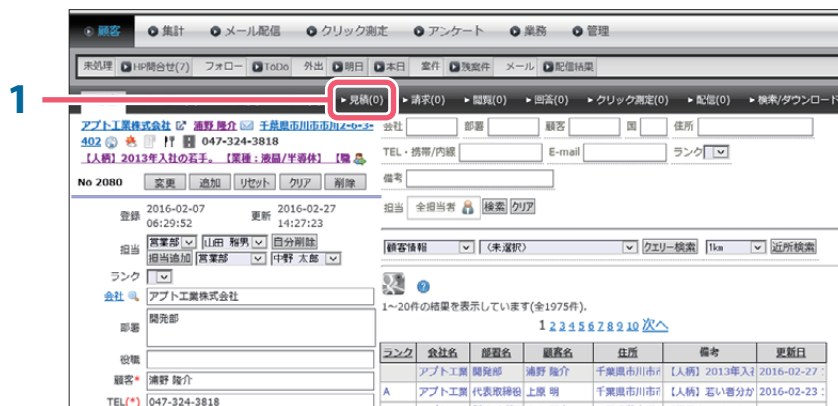 顧客 集計 メール配信 クリック測定 アンケート 業務 管理
未処理 HP問合せ(7) フォロー ToDo 外出 明日 本日 案件 残案件 メール 配信結果
1
見積(0) 請求(0) 閲覧(0) 回答(0) クリック測定(0) 配信(0) 検索/ダウンロード
アプト工業株式会社 浦野 隆介 千葉県市川市市川2-6-3-
402 047-324-3818
【人柄】2013年入社の若手。【業種：液晶/半導体】【職
No 2080 変更 追加 リセット クリア 削除
登録 2016-02-07 06:29:52 更新 2016-02-27 14:27:23
担当 営業部 山田 雅男 自分削除
担当追加 営業部 中野 太郎
ランク
会社 アプト工業株式会社
部署 開発部
役職
顧客* 浦野 隆介
TEL(*) 047-324-3818
会社 部署 顧客 国 住所
TEL・携帯/内線 E-mail ランク
備考
担当 全担当者 検索 クリア
顧客情報 (未選択) クエリー検索 1km 近所検索
1～20件の結果を表示しています(全1975件)。
1 2 3 4 5 6 7 8 9 10 次へ
ランク 会社名 部署名 顧客名 住所 備考 更新日
アプト工業 開発部 浦野 隆介 千葉県市川市 【人柄】2013年入 2016-02-27
A アプト工業 代表取締役 上原 明 千葉県市川市 【人柄】若い者分が 2016-02-23